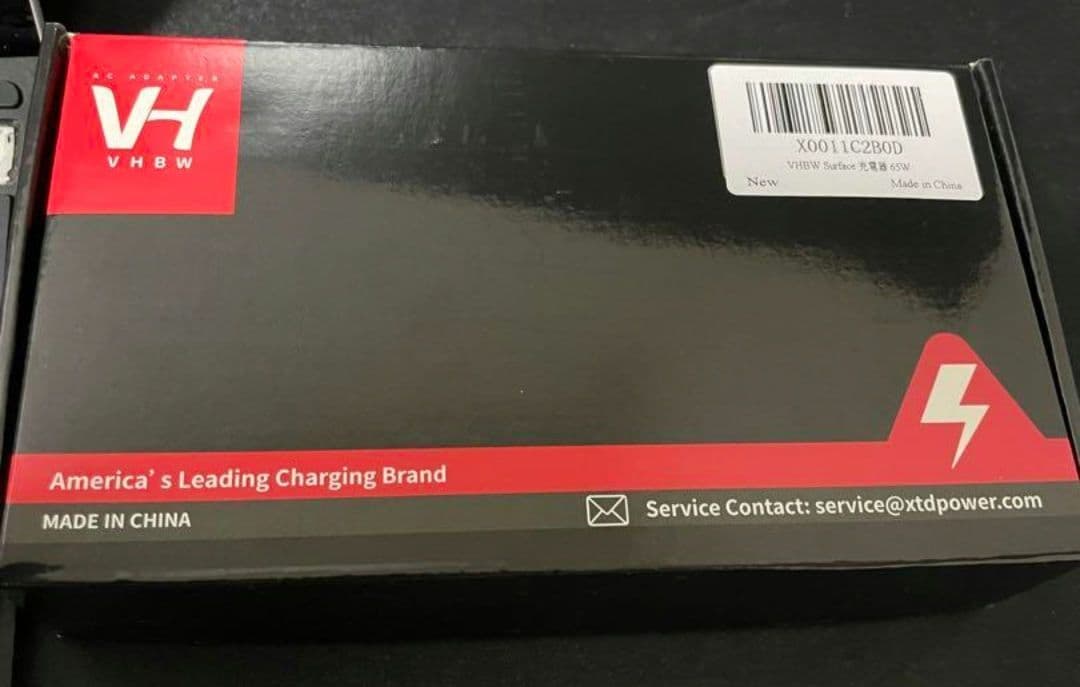 AC ADAPTER
VH
VHBW
X0011C2B0D
VHBW Surface 充電器 65W
New
Made in China
America's Leading Charging Brand
MADE IN CHINA
Service Contact: service@xtdpower.com